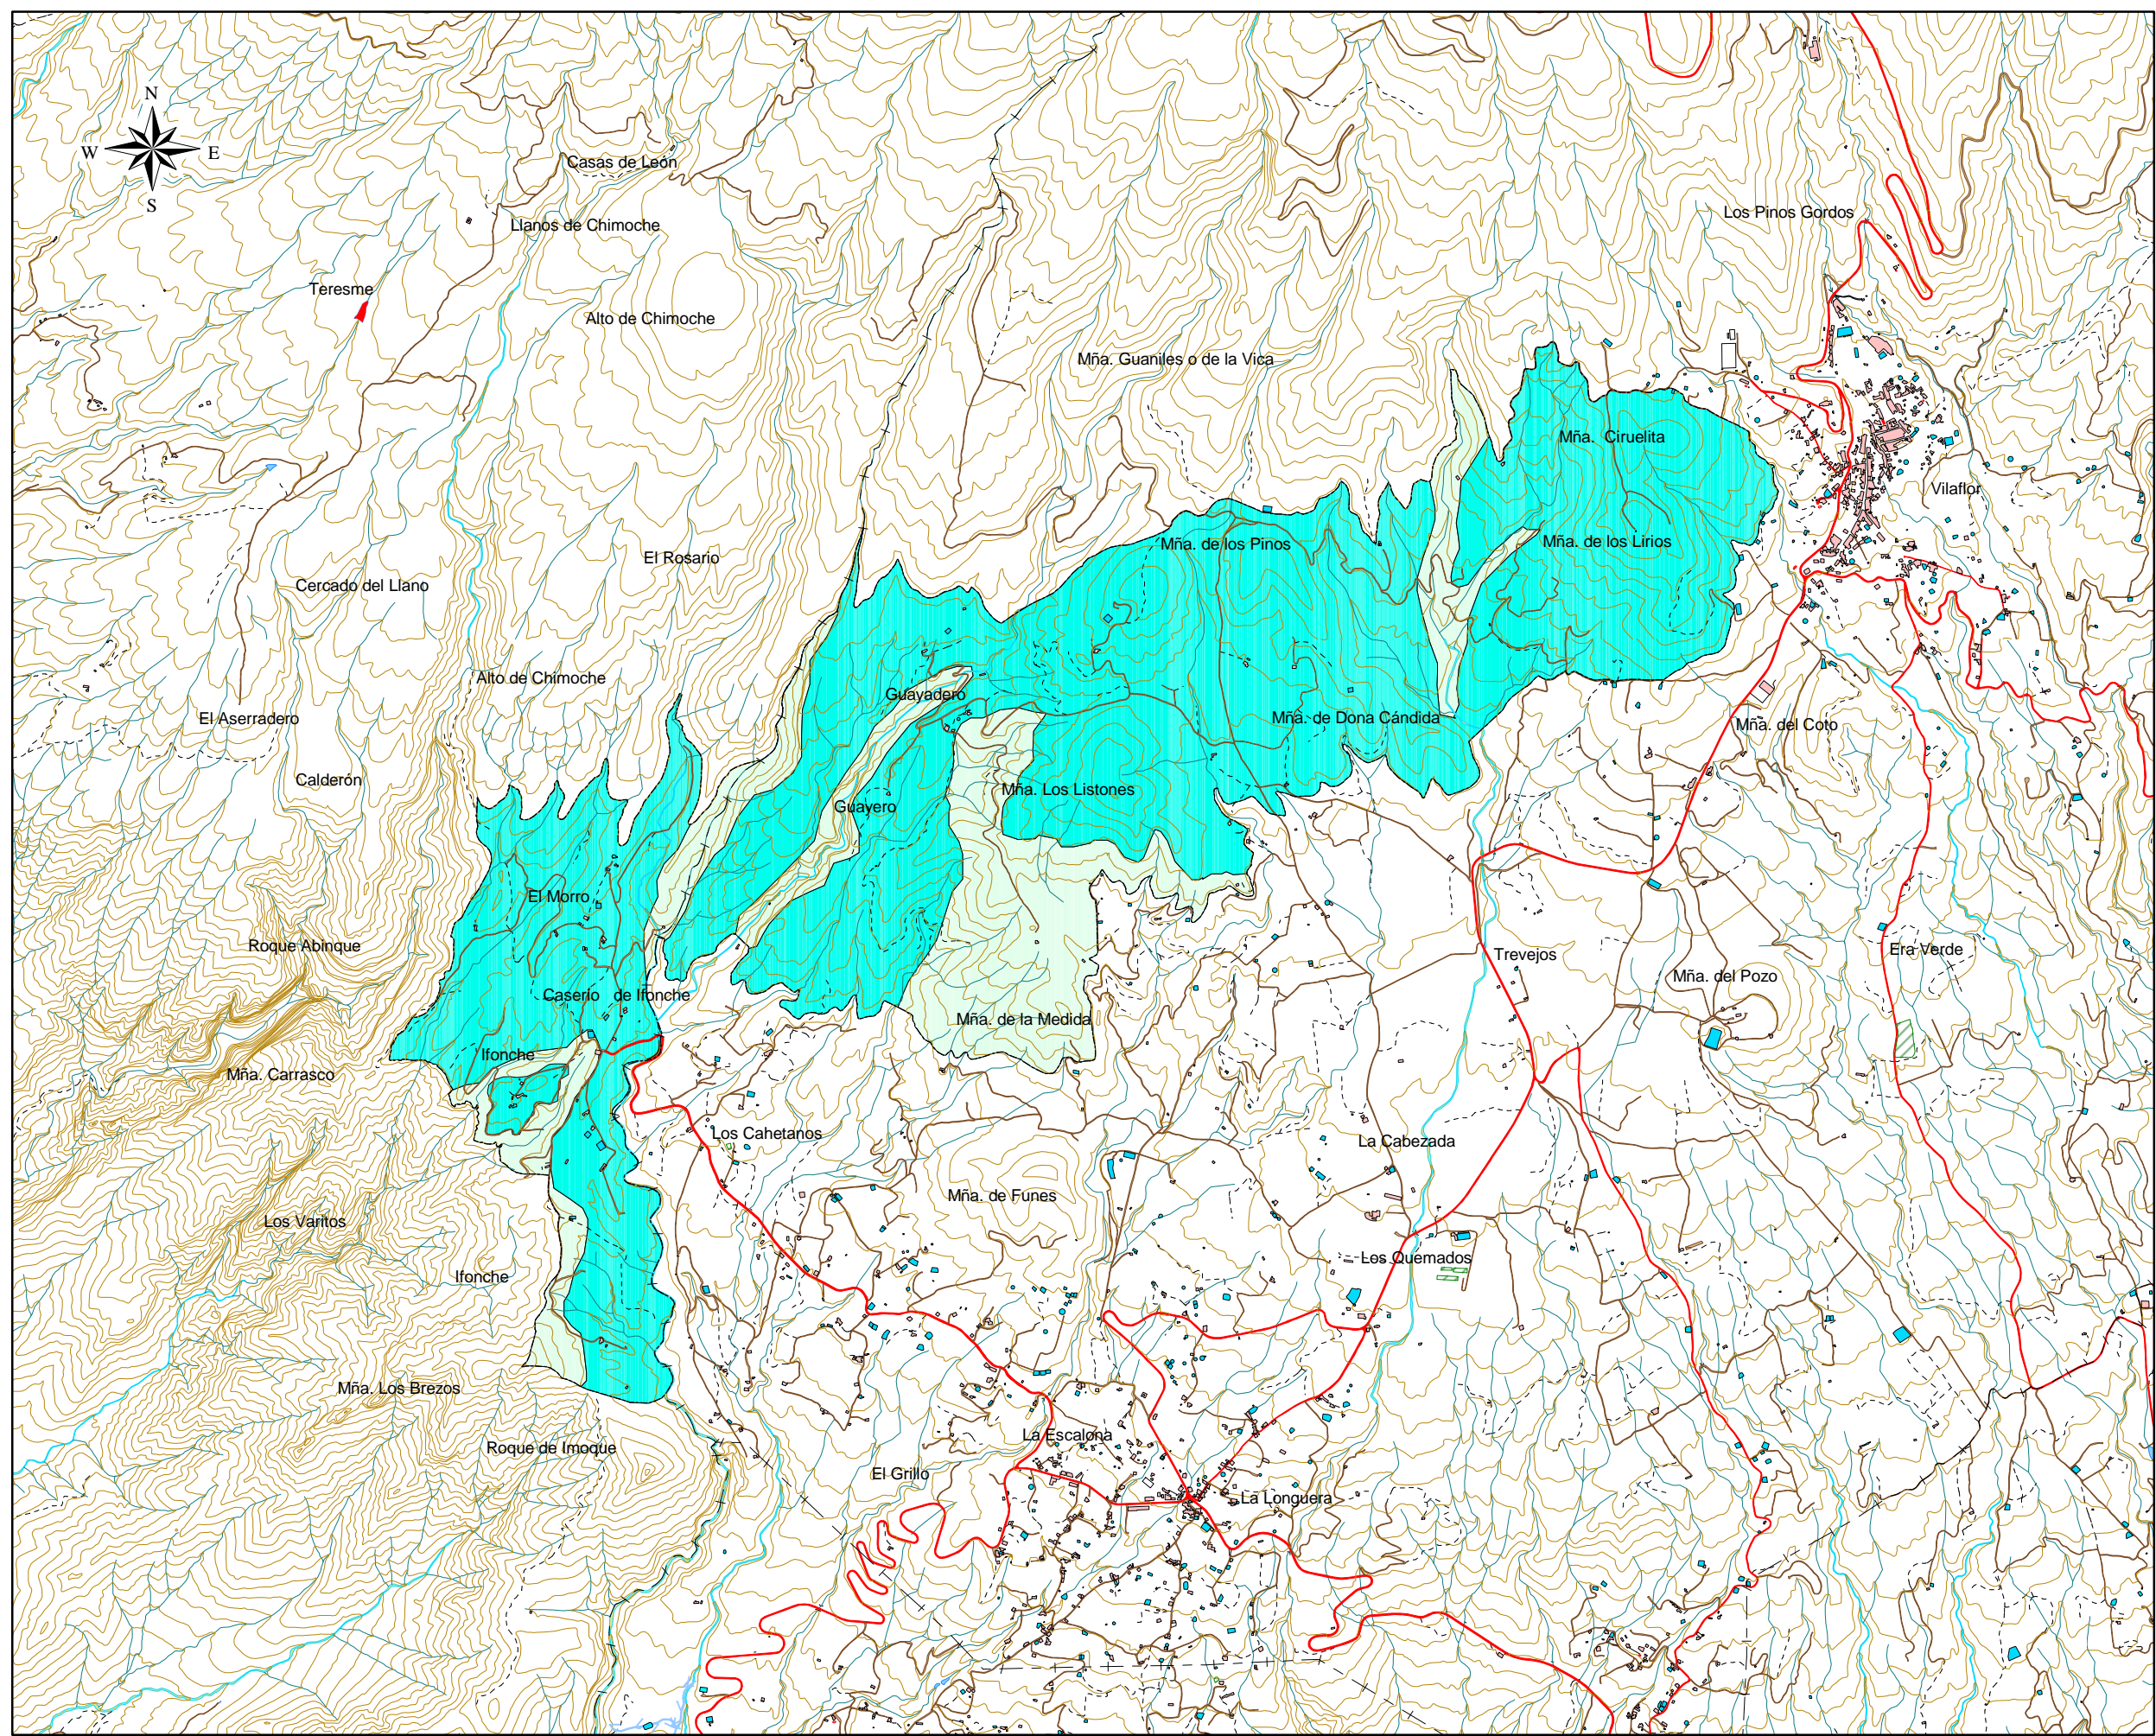 N
W E
S
Casas de León
Los Pinos Gordos
Llanos de Chimoche
Teresme
Alto de Chimoche
Mña. Guaniles o de la Vica
Mña. Ciruelita
Vilaflor
Mña. de los Pinos
Mña. de los Lirios
El Rosario
Cercado del Llano
Alto de Chimoche
Guayadero
El Aserradero
Mña. de Dona Cándida
Mña. del Coto
Calderón
Mña. Los Listones
Guayero
El Morro
Roque Abinque
Era Verde
Trevejos
Mña. del Pozo
Caserío de Ifonche
Mña. de la Medida
Ifonche
Mña. Carrasco
Los Cahetanos
La Cabezada
Mña. de Funes
Los Varitos
Los Quemados
Ifonche
Mña. Los Brezos
La Escalona
Roque de Imoque
El Grillo
La Longuera